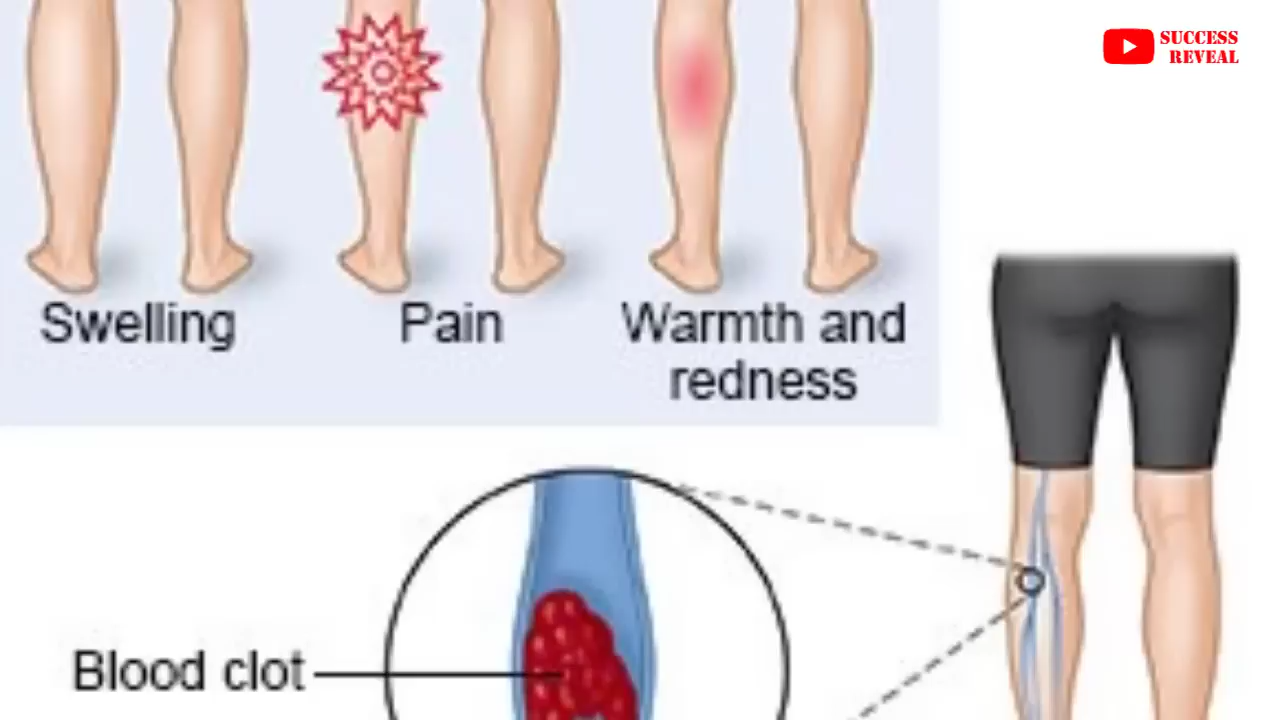 SUCCESS
REVEAL
Swelling
Pain
Warmth and
redness
Blood clot